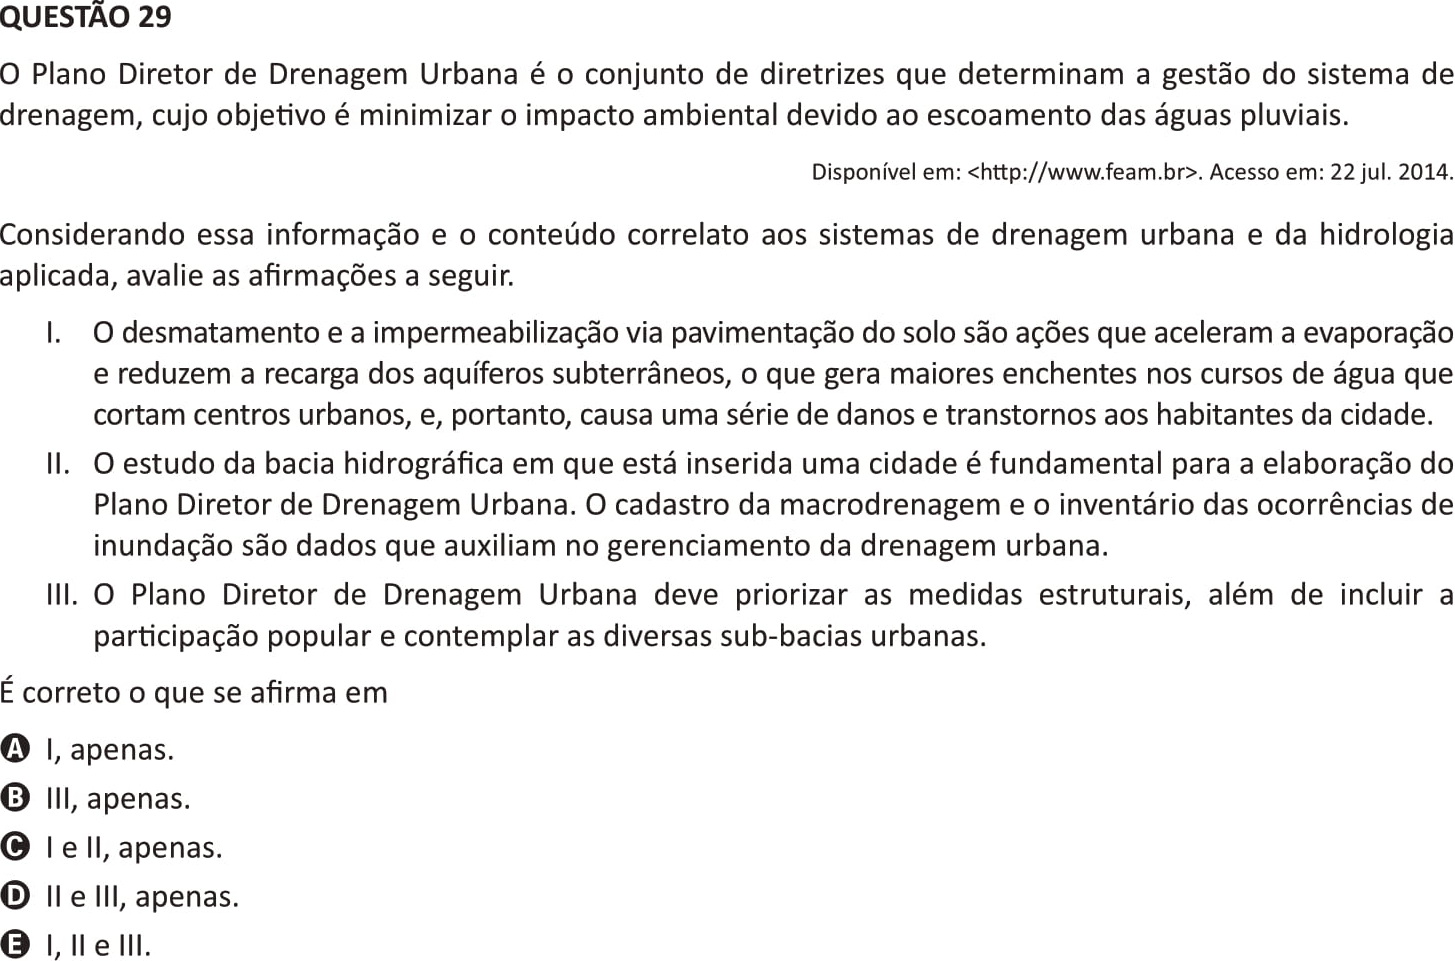 QUESTÃO 29
O Plano Diretor de Drenagem Urbana é o conjunto de diretrizes que determinam a gestão do sistema de
drenagem, cujo objetivo é minimizar o impacto ambiental devido ao escoamento das águas pluviais.
Disponível em: <http://www.feam.br>. Acesso em: 22 jul. 2014.
Considerando essa informação e o conteúdo correlato aos sistemas de drenagem urbana e da hidrologia
aplicada, avalie as afirmações a seguir.
I. O desmatamento e a impermeabilização via pavimentação do solo são ações que aceleram a evaporação
e reduzem a recarga dos aquíferos subterrâneos, o que gera maiores enchentes nos cursos de água que
cortam centros urbanos, e, portanto, causa uma série de danos e transtornos aos habitantes da cidade.
II. O estudo da bacia hidrográfica em que está inserida uma cidade é fundamental para a elaboração do
Plano Diretor de Drenagem Urbana. O cadastro da macrodrenagem e o inventário das ocorrências de
inundação são dados que auxiliam no gerenciamento da drenagem urbana.
III. O Plano Diretor de Drenagem Urbana deve priorizar as medidas estruturais, além de incluir a
participação popular e contemplar as diversas sub-bacias urbanas.
É correto o que se afirma em
A I, apenas.
B III, apenas.
C I e II, apenas.
D II e III, apenas.
E I, II e III.